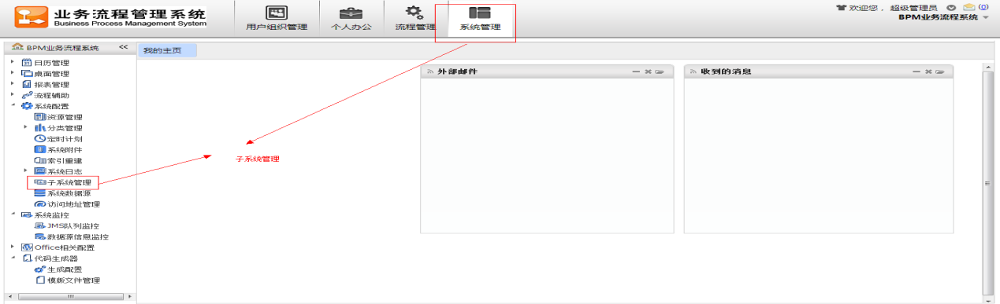 业务流程管理系统
Business Process Management System
用户组织管理
个人办公
流程管理
系统管理
欢迎您， 超级管理员 (0)
BPM业务流程系统
BPM业务流程系统 <<
我的主页
日历管理
桌面管理
报表管理
流程辅助
系统配置
资源管理
分类管理
定时计划
系统附件
索引重建
系统日志
子系统管理
系统数据源
访问地址管理
系统监控
JMS队列监控
数据源信息监控
Office相关配置
代码生成器
生成配置
模版文件管理
外部邮件
收到的消息
子系统管理